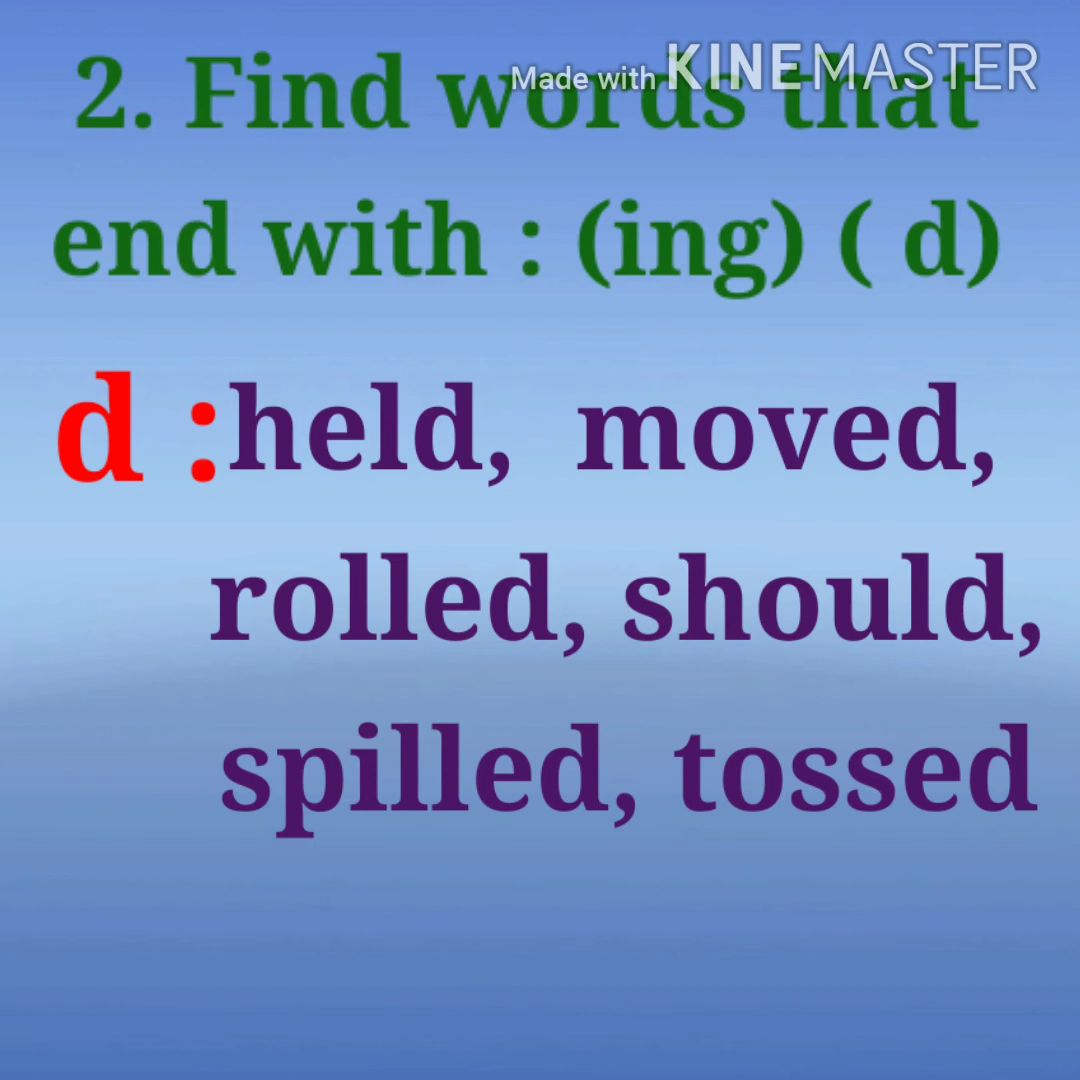 Made with KINEMASTER
2. Find words that
end with : (ing) ( d)
d :held, moved,
rolled, should,
spilled, tossed